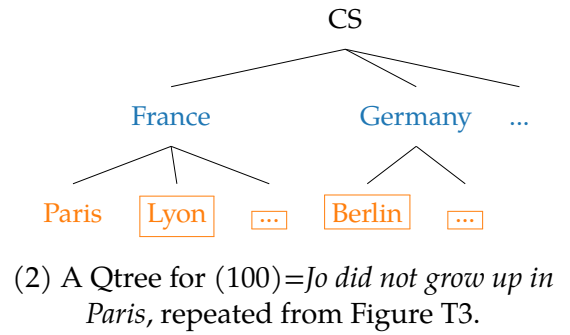 CS
France Germany ...
Paris Lyon ... Berlin ...
(2) A Qtree for (100)=Jo did not grow up in
Paris, repeated from Figure T3.